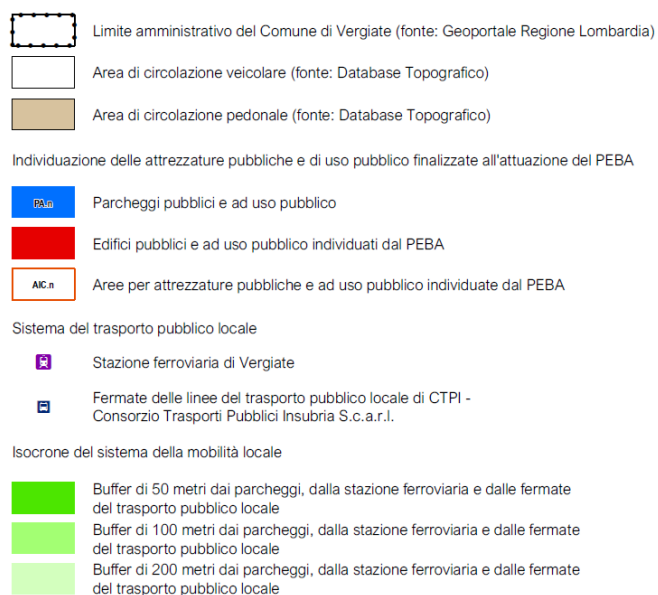 Limite amministrativo del Comune di Vergiate (fonte: Geoportale Regione Lombardia)
Area di circolazione veicolare (fonte: Database Topografico)
Area di circolazione pedonale (fonte: Database Topografico)
Individuazione delle attrezzature pubbliche e di uso pubblico finalizzate all'attuazione del PEBA
PA.n Parcheggi pubblici e ad uso pubblico
Edifici pubblici e ad uso pubblico individuati dal PEBA
AIC.n Aree per attrezzature pubbliche e ad uso pubblico individuate dal PEBA
Sistema del trasporto pubblico locale
Stazione ferroviaria di Vergiate
Fermate delle linee del trasporto pubblico locale di CTPI -
Consorzio Trasporti Pubblici Insubria S.c.a.r.l.
Isocrone del sistema della mobilità locale
Buffer di 50 metri dai parcheggi, dalla stazione ferroviaria e dalle fermate
del trasporto pubblico locale
Buffer di 100 metri dai parcheggi, dalla stazione ferroviaria e dalle fermate
del trasporto pubblico locale
Buffer di 200 metri dai parcheggi, dalla stazione ferroviaria e dalle fermate
del trasporto pubblico locale